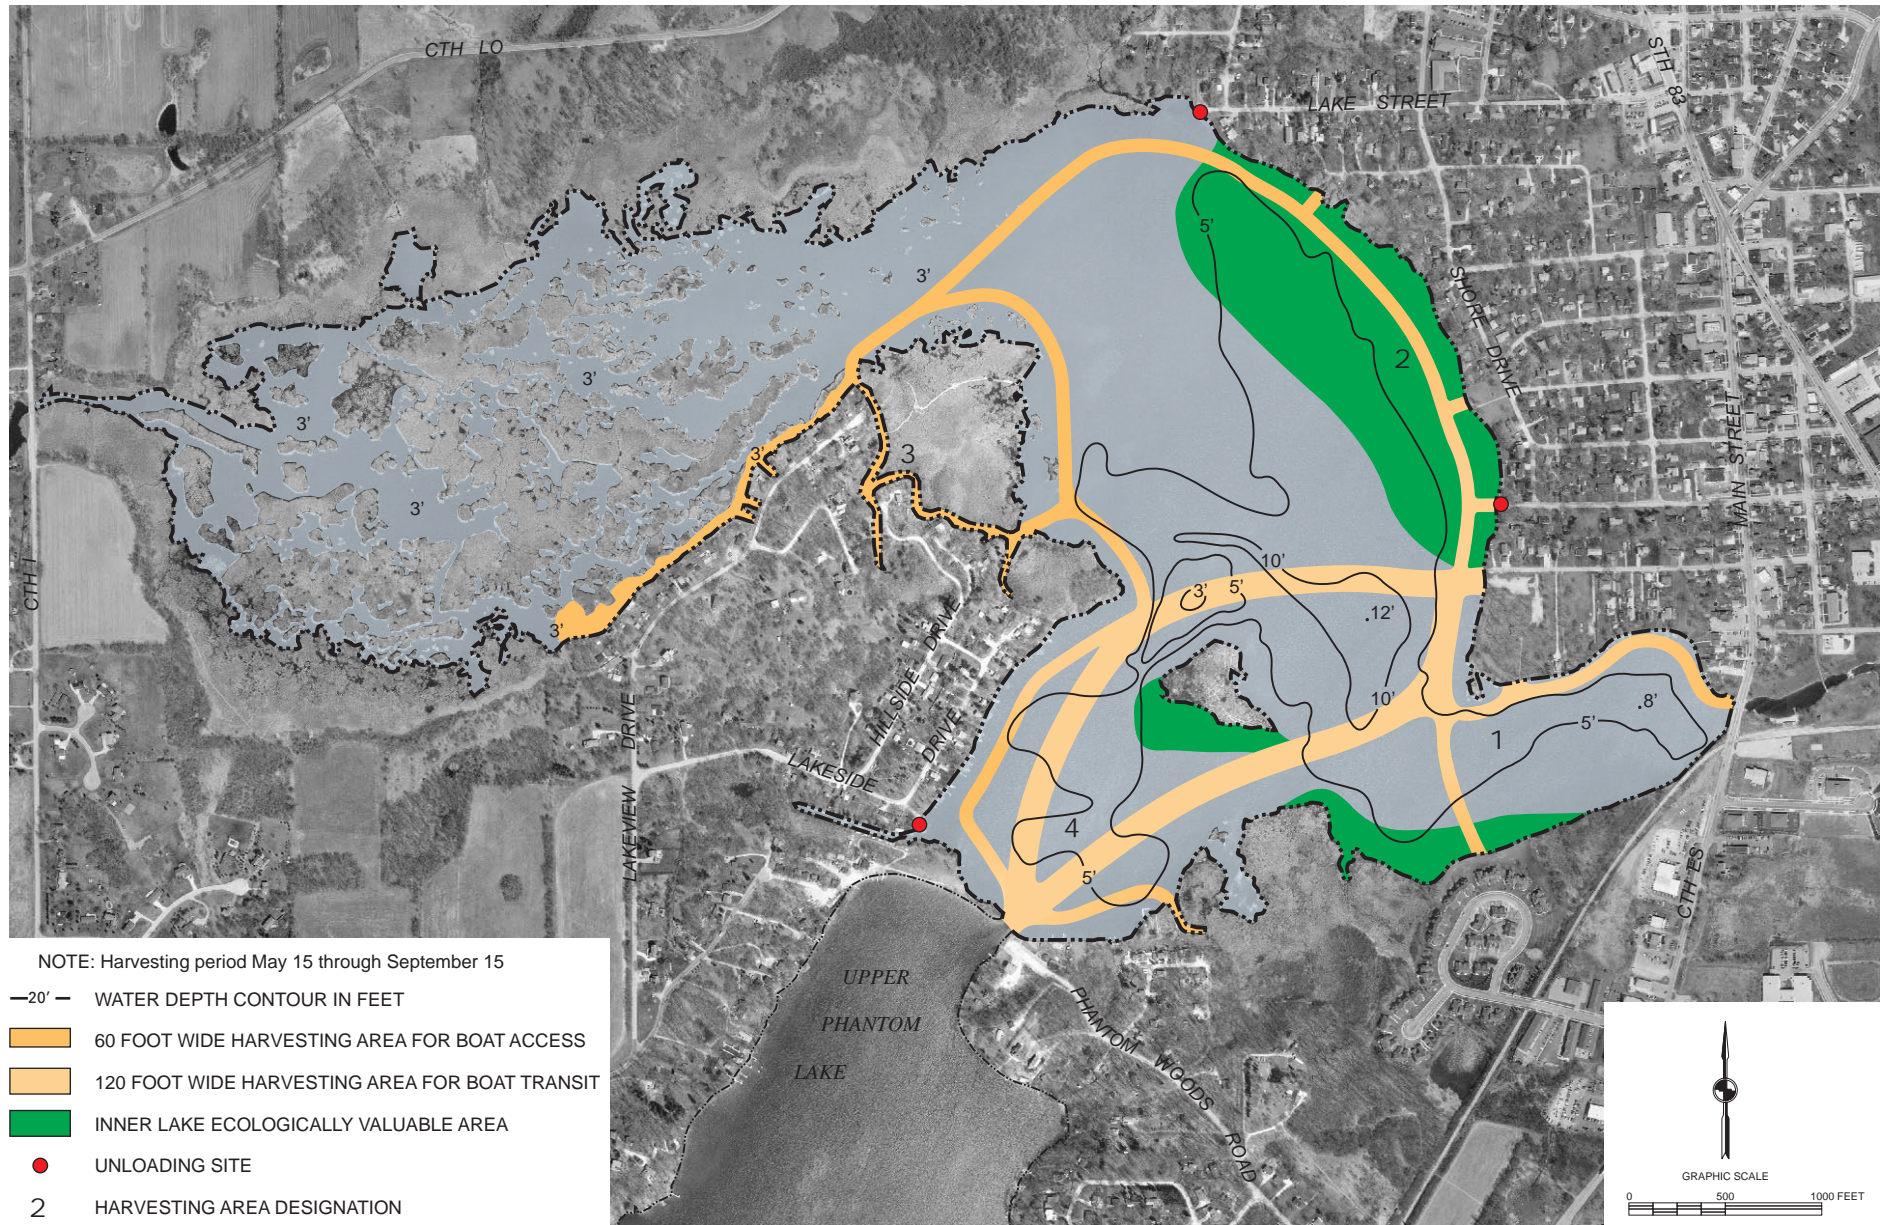 CTH LO
STH 83
LAKE STREET
5'
3'
SHORE DRIVE
2
3'
3'
3'
3
MAIN STREET
3'
CTH I
10'
3'
5'
12'
3'
HILLSIDE DRIVE
10'
8'
5'
1
LAKEVIEW DRIVE
LAKESIDE DRIVE
4
5'
CTH ES
UPPER
PHANTOM
LAKE
PHANTOM WOODS ROAD
NOTE: Harvesting period May 15 through September 15
20' WATER DEPTH CONTOUR IN FEET
60 FOOT WIDE HARVESTING AREA FOR BOAT ACCESS
120 FOOT WIDE HARVESTING AREA FOR BOAT TRANSIT
INNER LAKE ECOLOGICALLY VALUABLE AREA
UNLOADING SITE
2 HARVESTING AREA DESIGNATION
GRAPHIC SCALE
0 500 1000 FEET